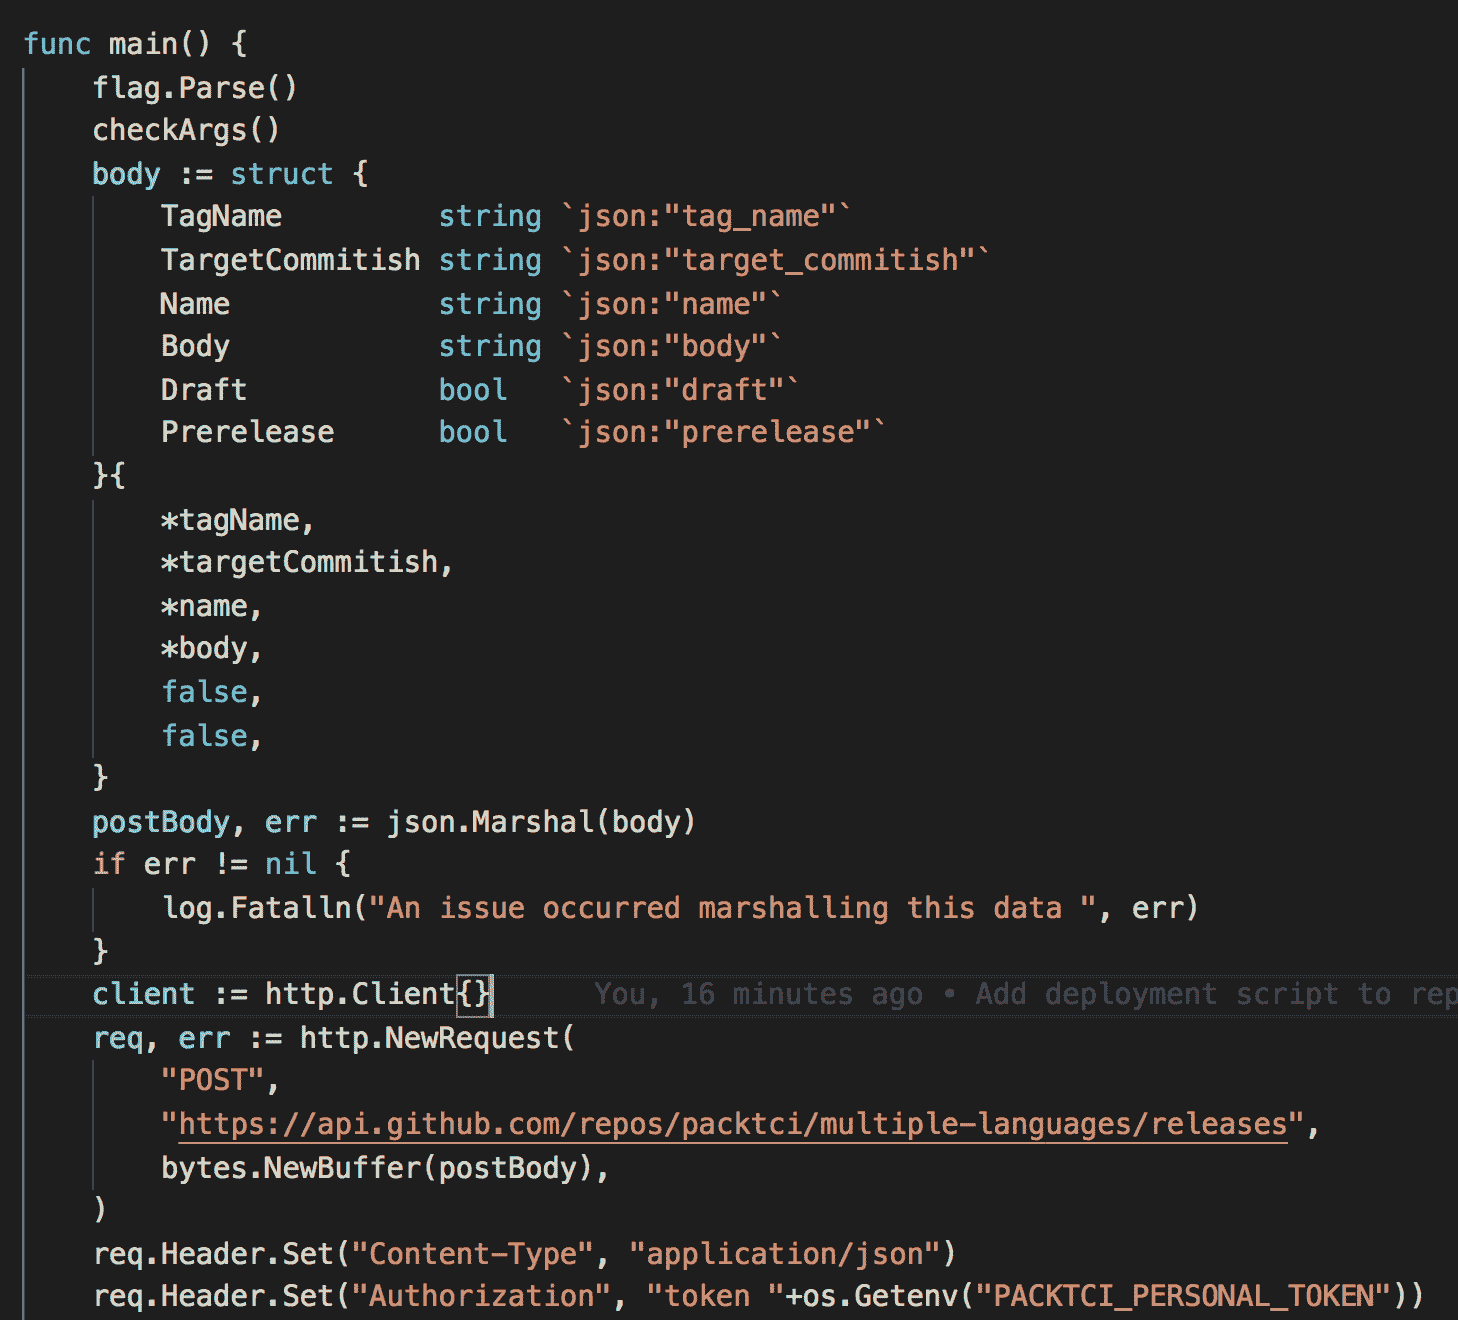 func main() {
    flag.Parse()
    checkArgs()
    body := struct {
        TagName         string `json:"tag_name"`
        TargetCommitish string `json:"target_commitish"`
        Name            string `json:"name"`
        Body            string `json:"body"`
        Draft           bool   `json:"draft"`
        Prerelease      bool   `json:"prerelease"`
    }{
        *tagName,
        *targetCommitish,
        *name,
        *body,
        false,
        false,
    }
    postBody, err := json.Marshal(body)
    if err != nil {
        log.Fatalln("An issue occurred marshalling this data ", err)
    }
    client := http.Client{}      You, 16 minutes ago • Add deployment script to rep
    req, err := http.NewRequest(
        "POST",
        "https://api.github.com/repos/packtci/multiple-languages/releases",
        bytes.NewBuffer(postBody),
    )
    req.Header.Set("Content-Type", "application/json")
    req.Header.Set("Authorization", "token "+os.Getenv("PACKTCI_PERSONAL_TOKEN"))